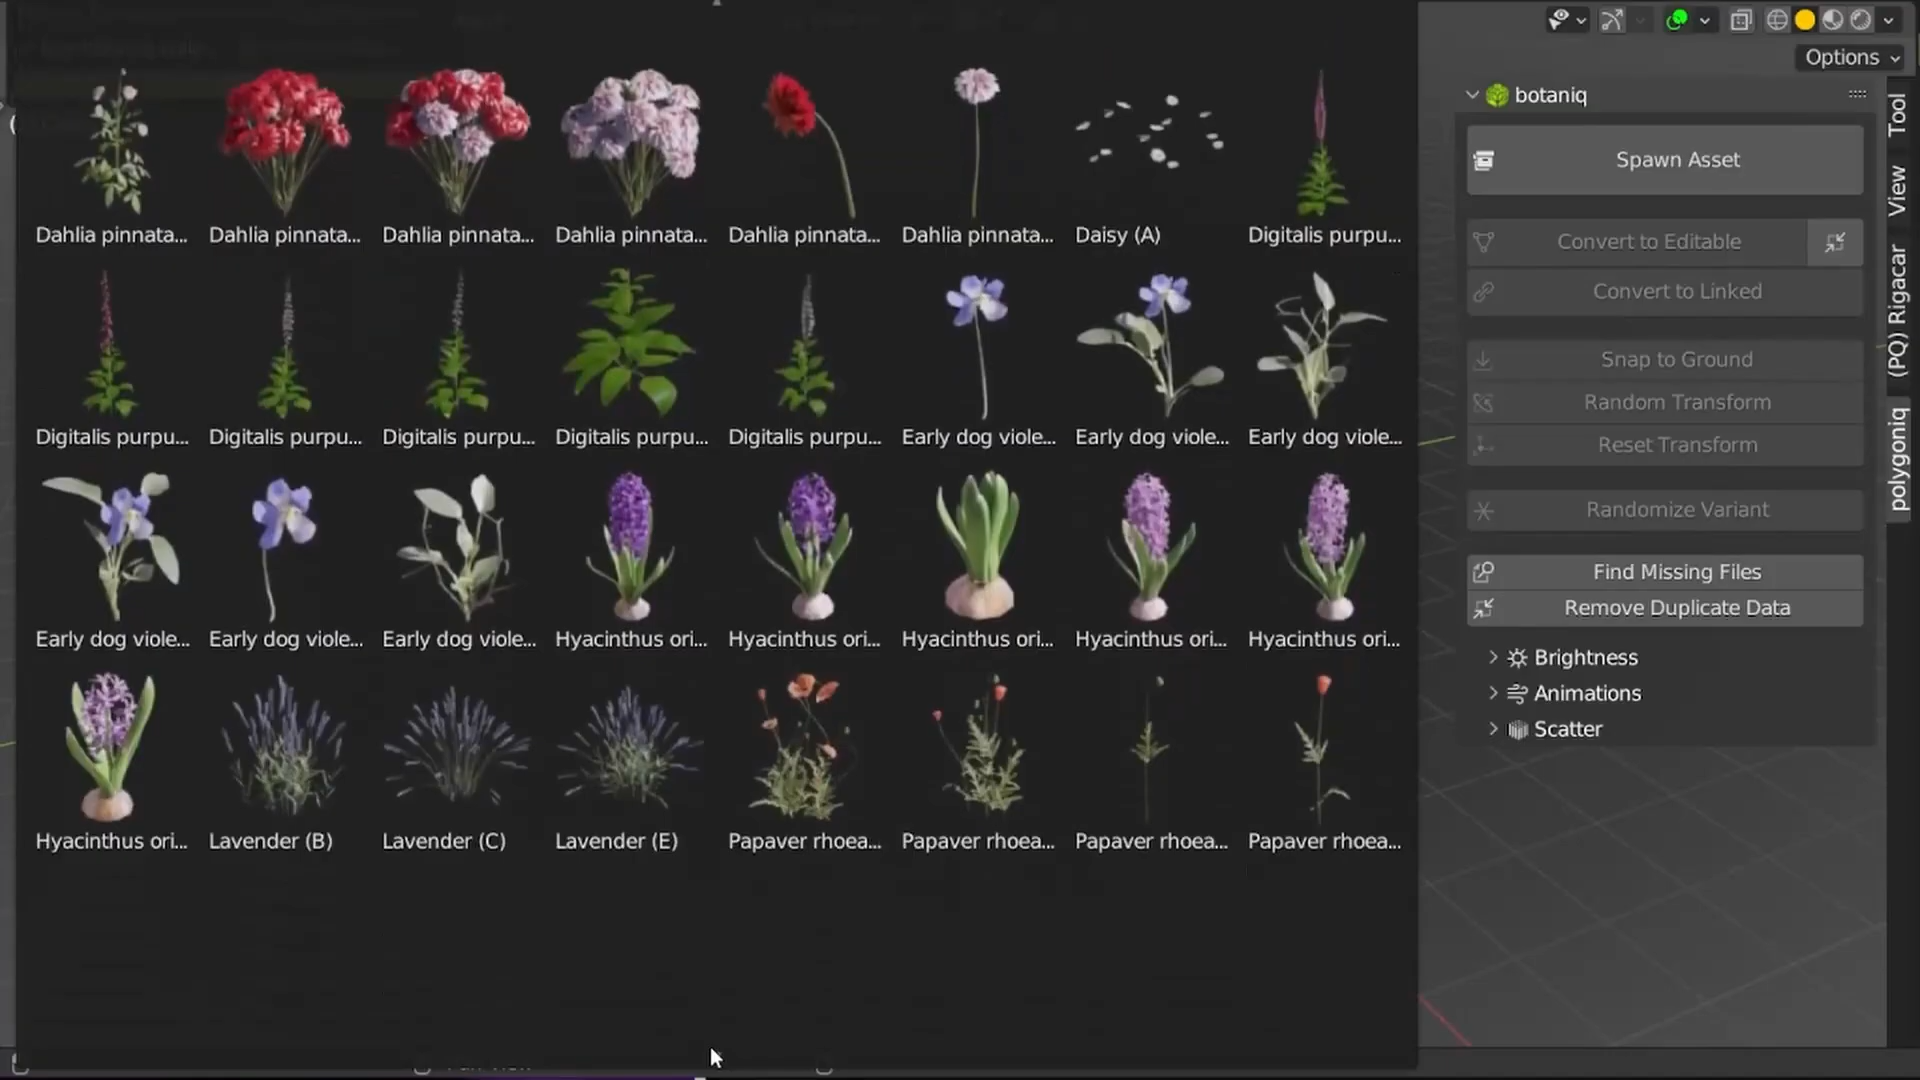 Options
botaniq
Spawn Asset
Convert to Editable
Convert to Linked
Snap to Ground
Random Transform
Reset Transform
Randomize Variant
Find Missing Files
Remove Duplicate Data
Brightness
Animations
Scatter
Tool
View
(PQ) Rigacar
polygoniq
Dahlia pinnata... Dahlia pinnata... Dahlia pinnata... Dahlia pinnata... Dahlia pinnata... Dahlia pinnata... Daisy (A) Digitalis purpu...
Digitalis purpu... Digitalis purpu... Digitalis purpu... Digitalis purpu... Digitalis purpu... Early dog viole... Early dog viole... Early dog viole...
Early dog viole... Early dog viole... Early dog viole... Hyacinthus ori... Hyacinthus ori... Hyacinthus ori... Hyacinthus ori... Hyacinthus ori...
Hyacinthus ori... Lavender (B) Lavender (C) Lavender (E) Papaver rhoea... Papaver rhoea... Papaver rhoea... Papaver rhoea...